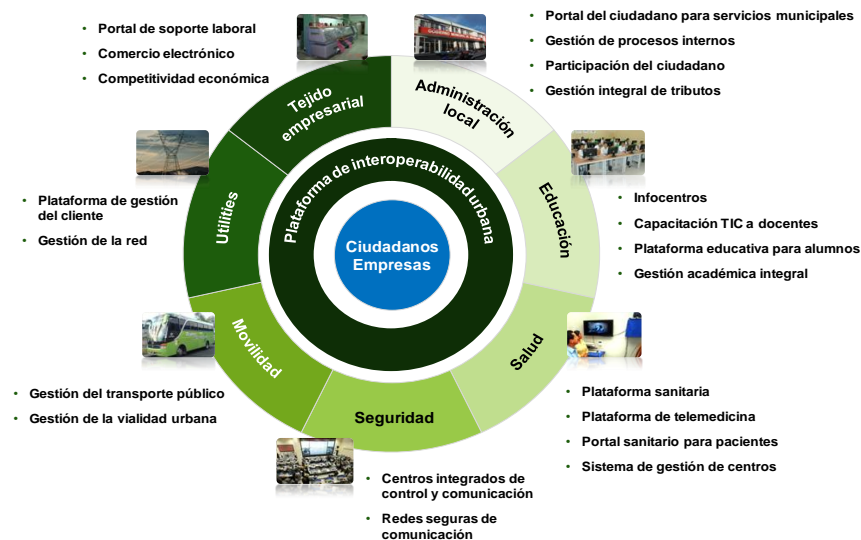 • Portal de soporte laboral
• Comercio electrónico
• Competitividad económica
• Portal del ciudadano para servicios municipales
• Gestión de procesos internos
• Participación del ciudadano
• Gestión integral de tributos
Tejido
empresarial
Administración
local
• Plataforma de gestión
del cliente
• Gestión de la red
Utilities
Plataforma de interoperabilidad urbana
Ciudadanos
Empresas
Educación
• Infocentros
• Capacitación TIC a docentes
• Plataforma educativa para alumnos
• Gestión académica integral
Movilidad
• Gestión del transporte público
• Gestión de la vialidad urbana
Salud
• Plataforma sanitaria
• Plataforma de telemedicina
• Portal sanitario para pacientes
• Sistema de gestión de centros
Seguridad
• Centros integrados de
control y comunicación
• Redes seguras de
comunicación